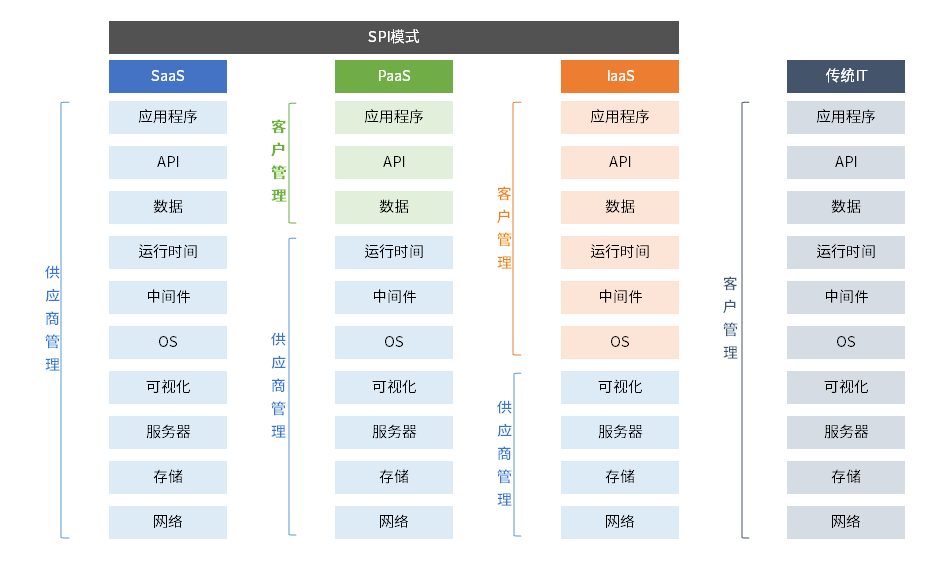 SPI模式
SaaS
PaaS
IaaS
传统IT
供应商管理
应用程序
API
数据
运行时间
中间件
OS
可视化
服务器
存储
网络
客户管理
供应商管理
应用程序
API
数据
运行时间
中间件
OS
可视化
服务器
存储
网络
客户管理
供应商管理
应用程序
API
数据
运行时间
中间件
OS
可视化
服务器
存储
网络
客户管理
应用程序
API
数据
运行时间
中间件
OS
可视化
服务器
存储
网络